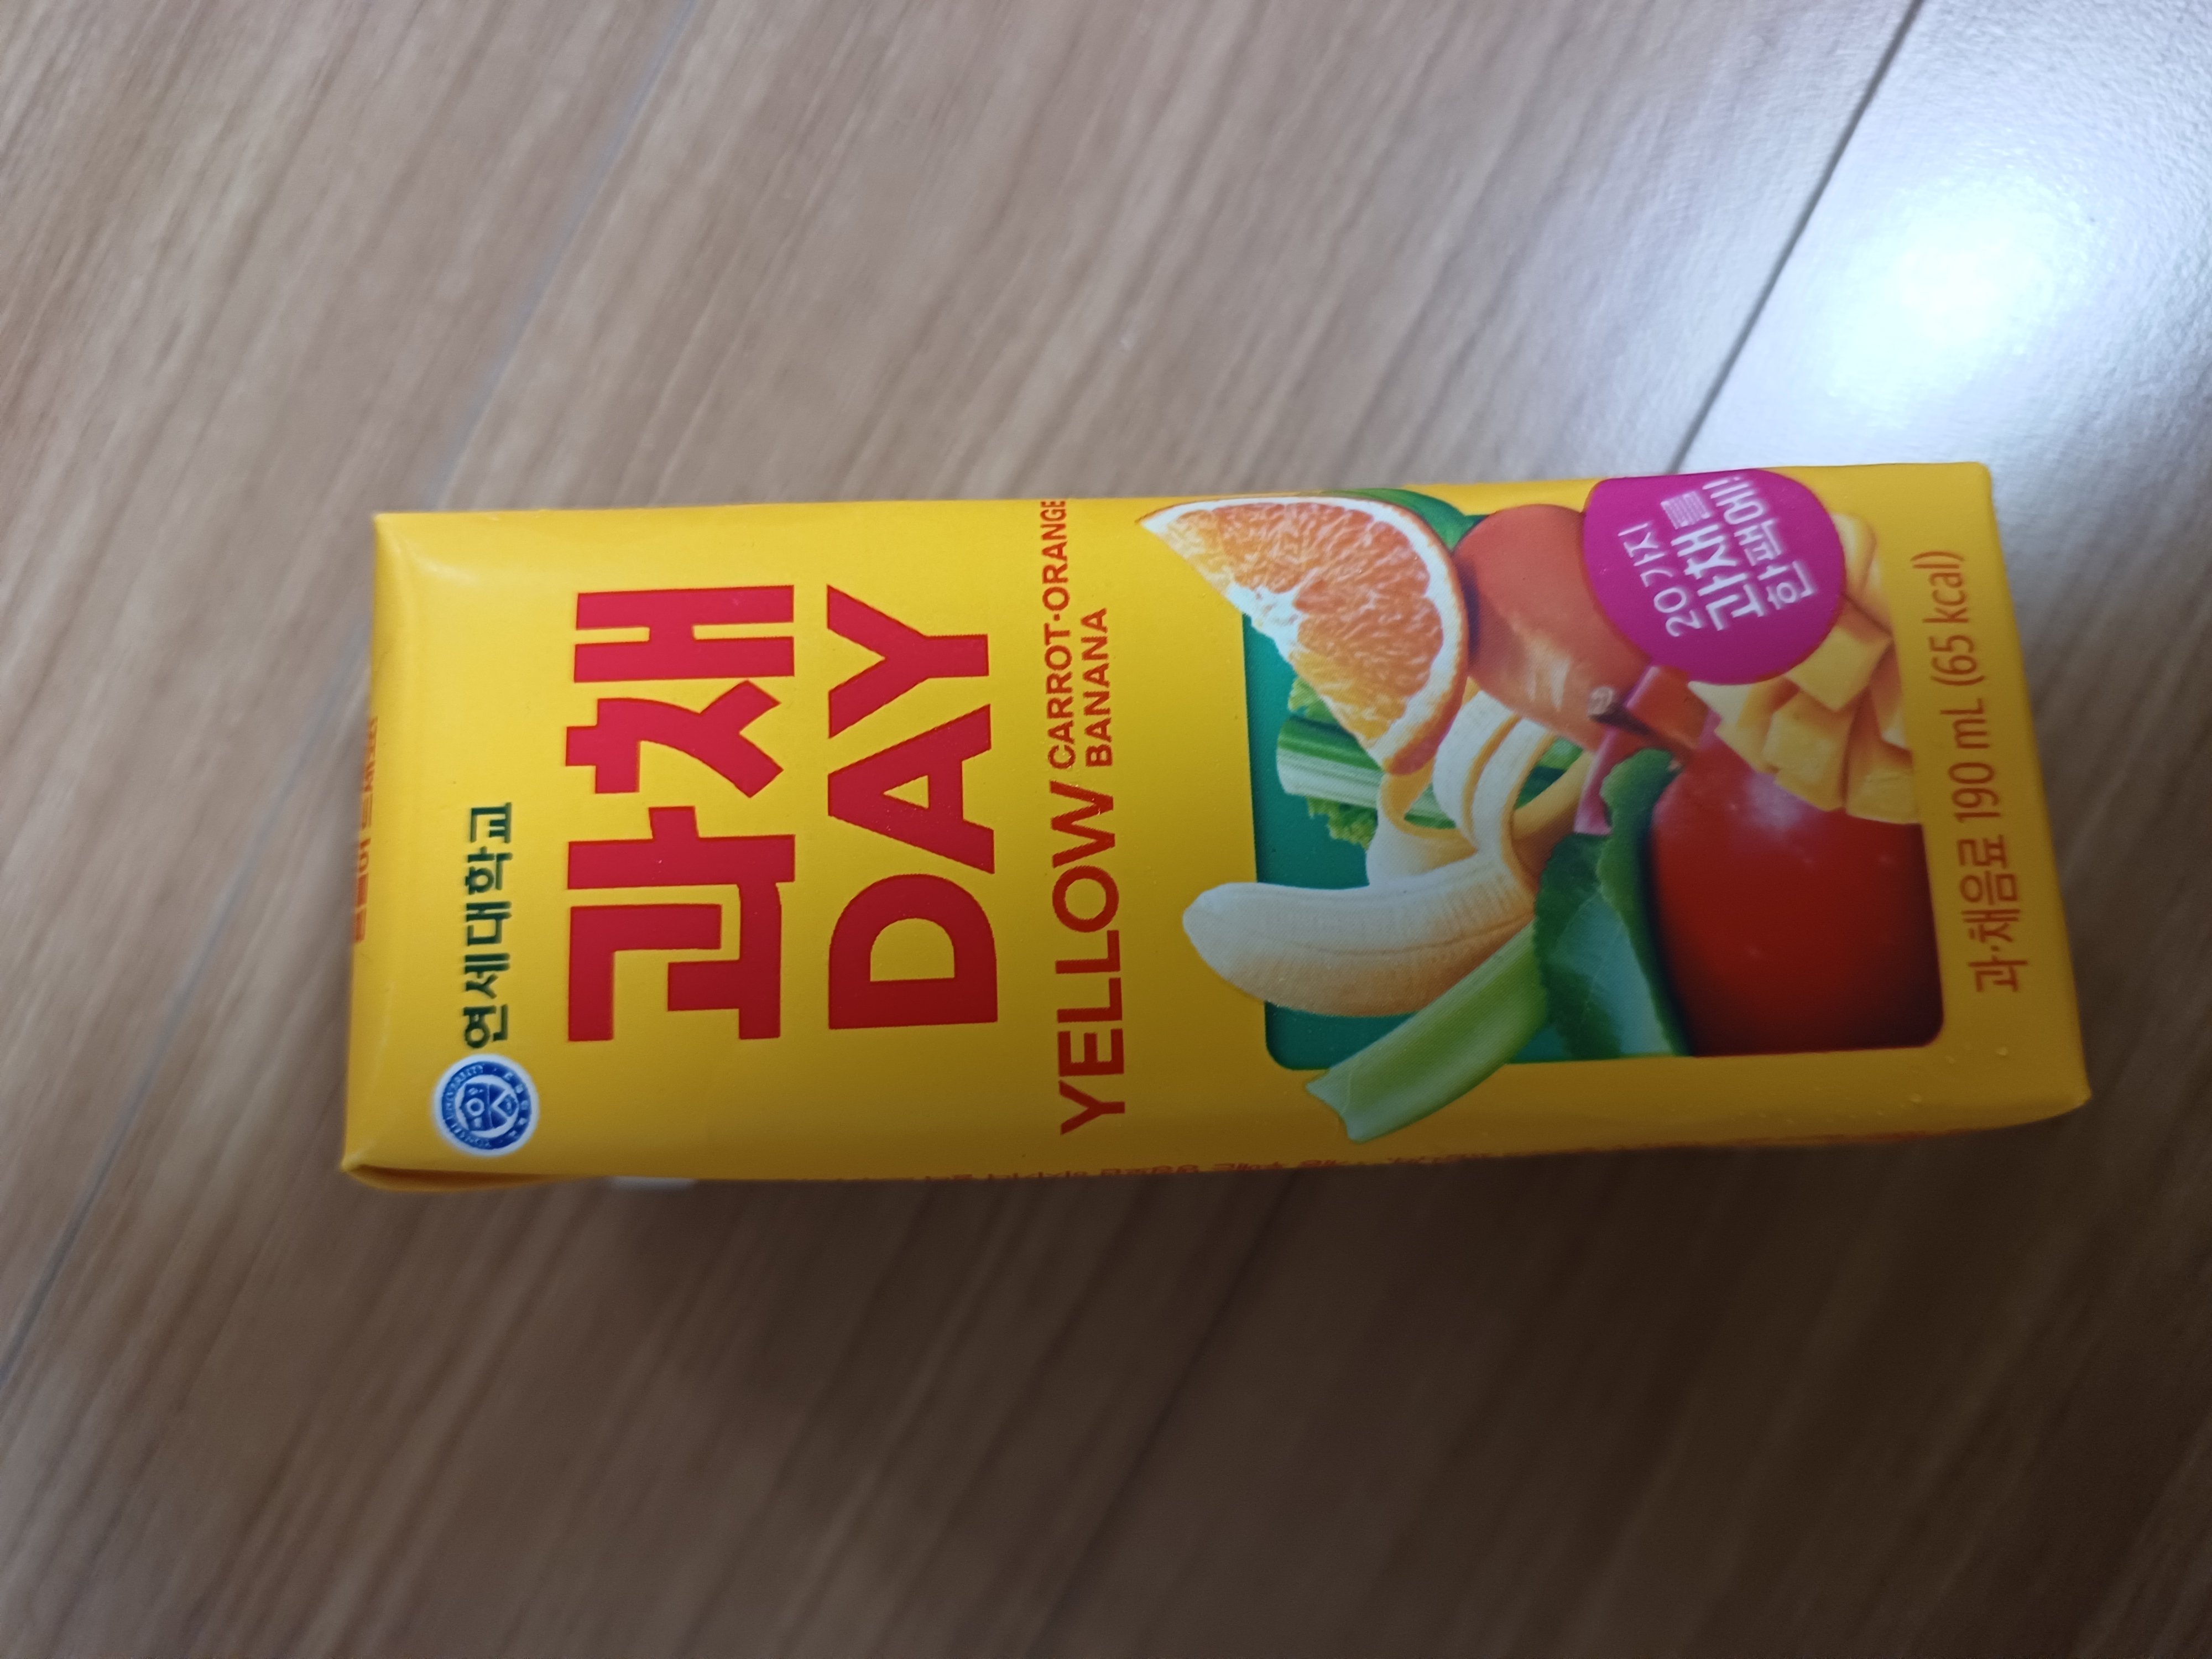 연세대학교
과채
DAY
YELLOW CARROT·ORANGE
BANANA
20가지
과채를
한 팩에!
과·채음료 190 mL (65 kcal)